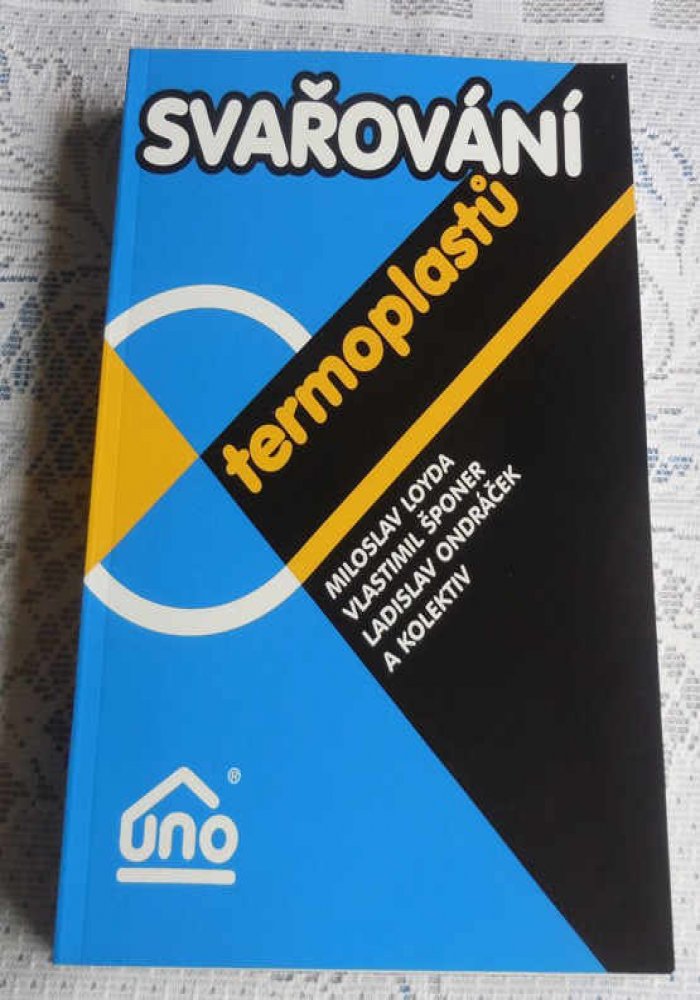 SVAŘOVÁNÍ
termoplastů
MILOSLAV LOYDA
VLASTIMIL ŠPONER
LADISLAV ONDRÁČEK
A KOLEKTIV
uno ®